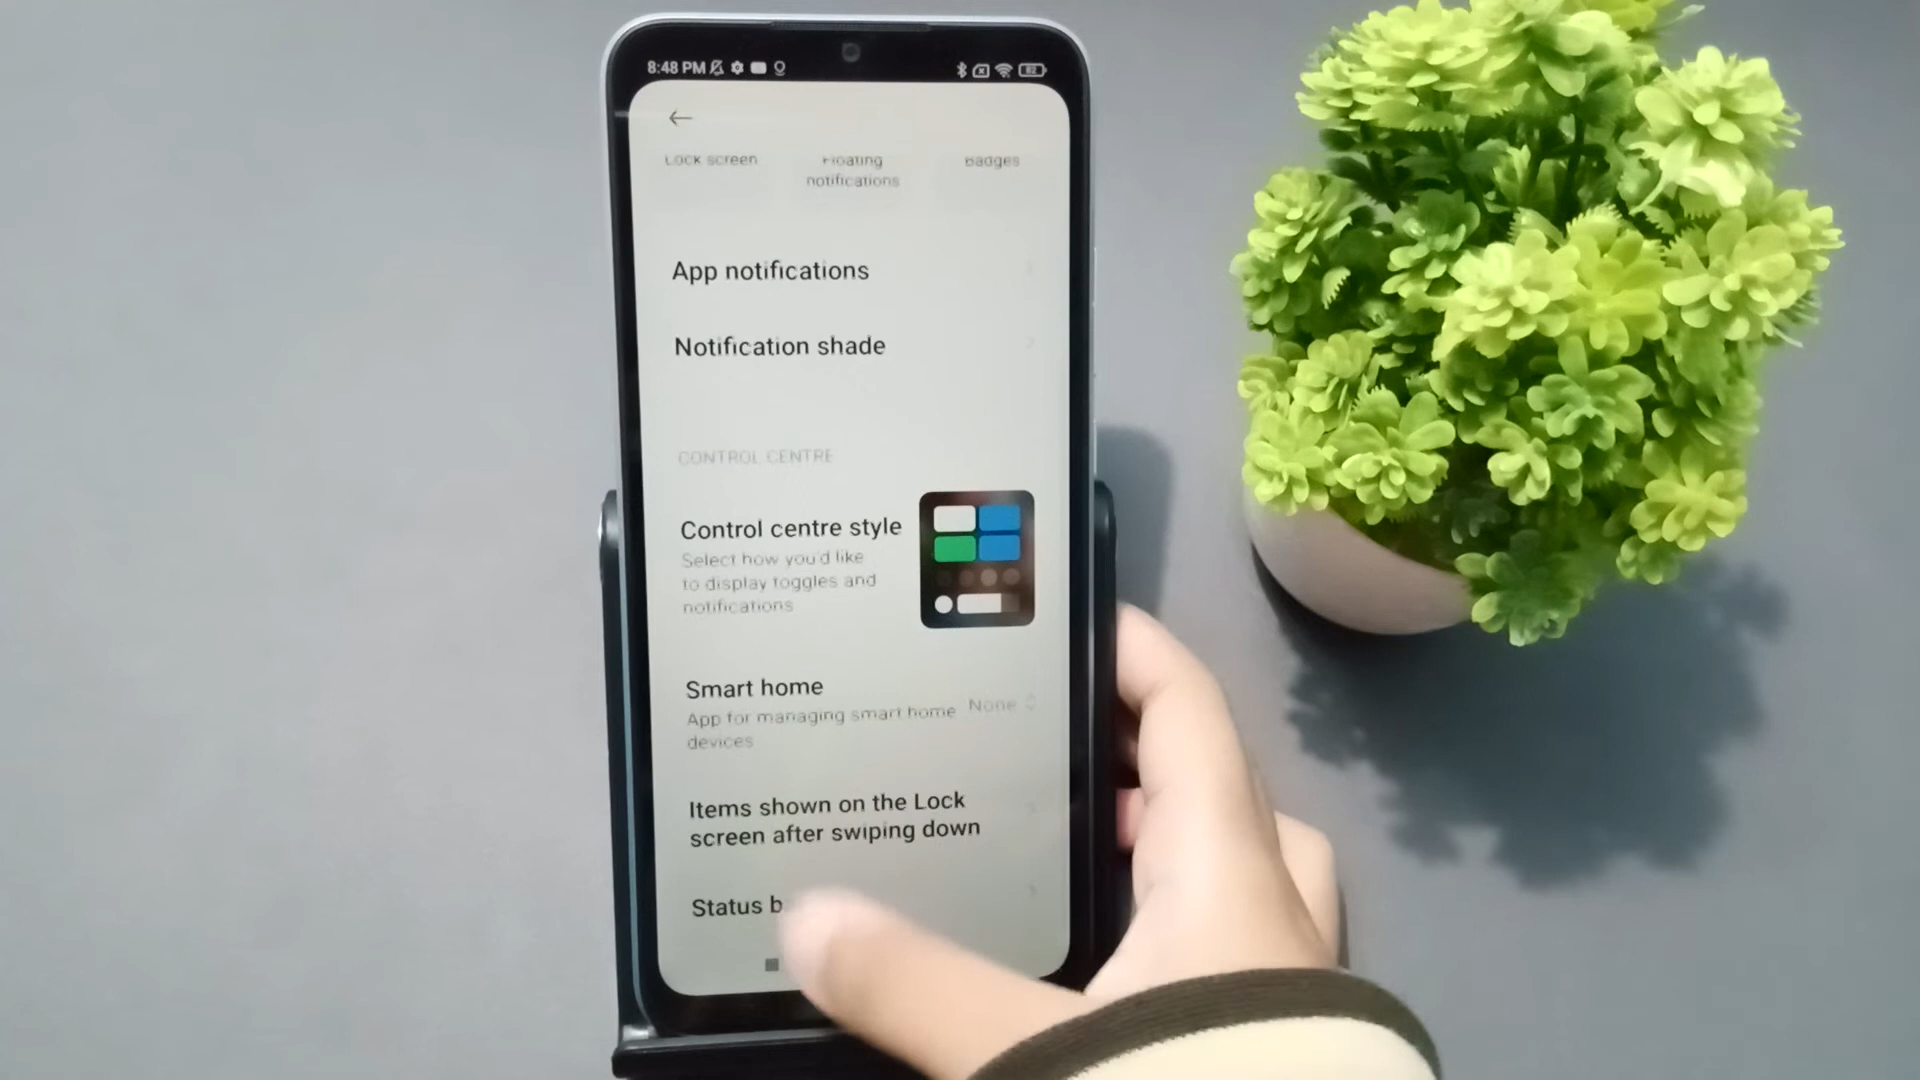 8:48 PM
82
Lock screen
Floating
notifications
Badges
App notifications
Notification shade
CONTROL CENTRE
Control centre style
Select how you'd like
to display toggles and
notifications
Smart home
App for managing smart home
devices
None
Items shown on the Lock
screen after swiping down
Status b